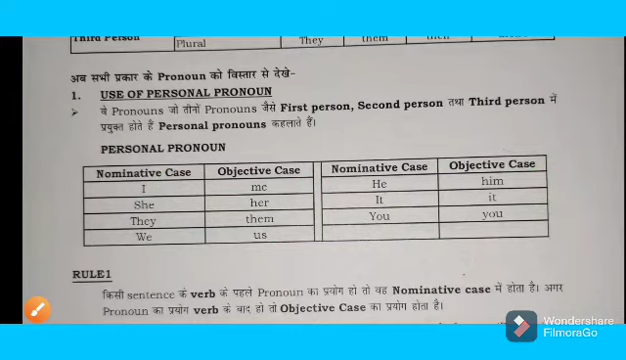 Third Person
Plural They them their
अब सभी प्रकार के Pronoun को विस्तार से देखे-
1. USE OF PERSONAL PRONOUN
➤ वे Pronouns जो तीनों Pronouns जैसे First person, Second person तथा Third person में
प्रयुक्त होते हैं Personal pronouns कहलाते हैं।
PERSONAL PRONOUN
Nominative Case Objective Case Nominative Case Objective Case
I me He him
She her It it
They them You you
We us
RULE1
किसी sentence के verb के पहले Pronoun का प्रयोग हो तो वह Nominative case में होता है। अगर
Pronoun का प्रयोग verb के बाद हो तो Objective Case का प्रयोग होता है।
Wondershare
FilmoraGo